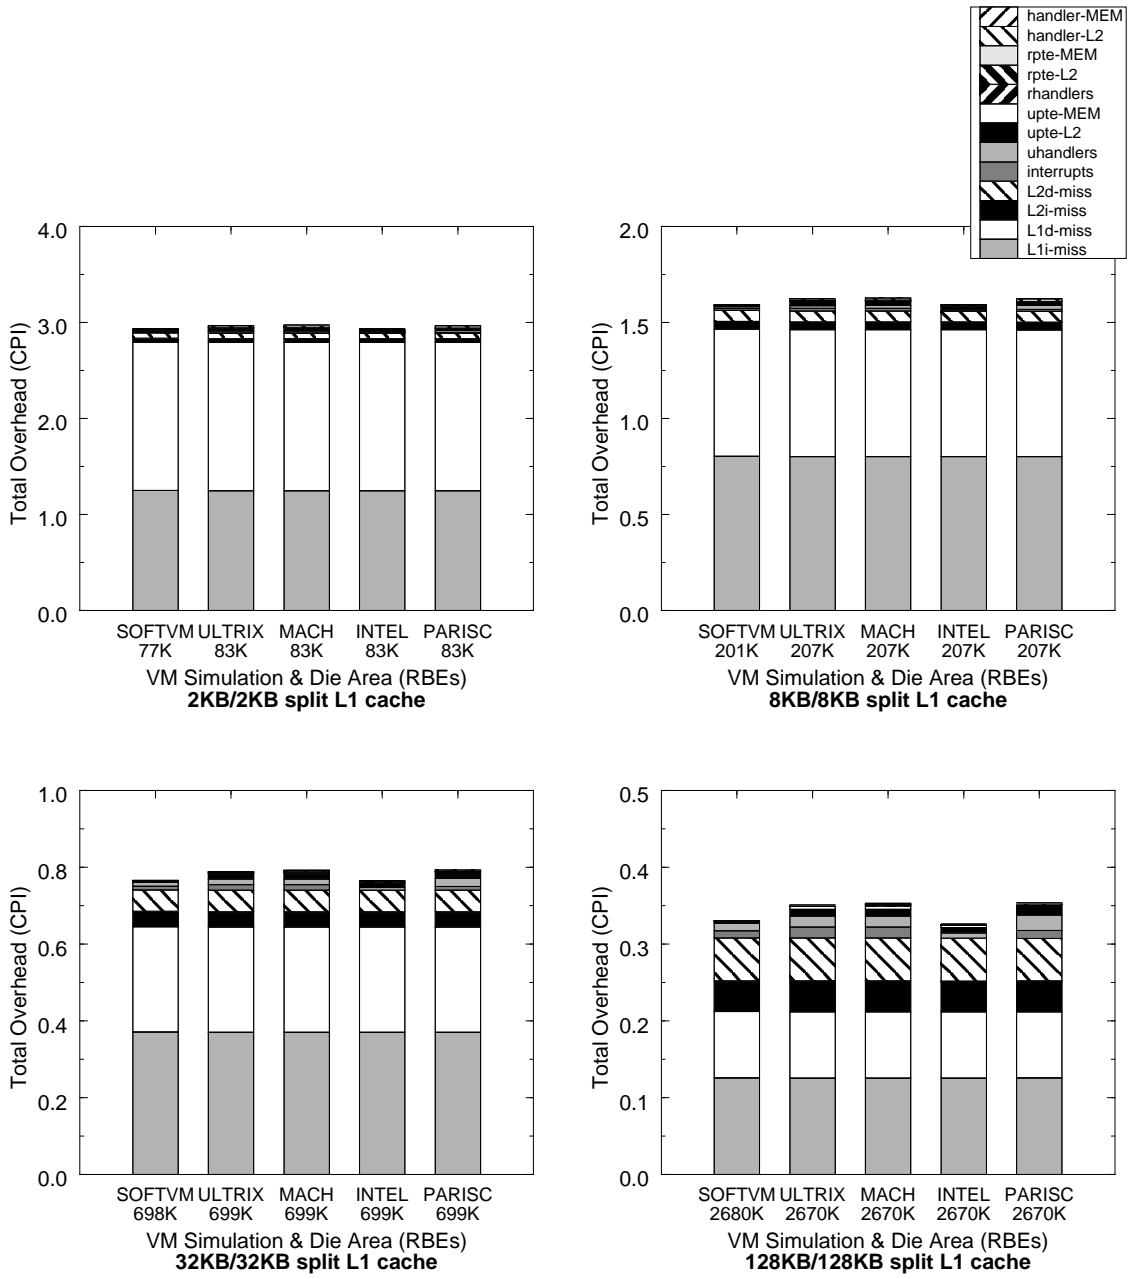 handler-MEM
handler-L2
rpte-MEM
rpte-L2
rhandlers
upte-MEM
upte-L2
uhandlers
interrupts
L2d-miss
L2i-miss
L1d-miss
L1i-miss
Total Overhead (CPI)
4.0
3.0
2.0
1.0
0.0
SOFTVM ULTRIX MACH INTEL PARISC
77K 83K 83K 83K 83K
VM Simulation & Die Area (RBEs)
2KB/2KB split L1 cache
Total Overhead (CPI)
2.0
1.5
1.0
0.5
0.0
SOFTVM ULTRIX MACH INTEL PARISC
201K 207K 207K 207K 207K
VM Simulation & Die Area (RBEs)
8KB/8KB split L1 cache
Total Overhead (CPI)
1.0
0.8
0.6
0.4
0.2
0.0
SOFTVM ULTRIX MACH INTEL PARISC
698K 699K 699K 699K 699K
VM Simulation & Die Area (RBEs)
32KB/32KB split L1 cache
Total Overhead (CPI)
0.5
0.4
0.3
0.2
0.1
0.0
SOFTVM ULTRIX MACH INTEL PARISC
2680K 2670K 2670K 2670K 2670K
VM Simulation & Die Area (RBEs)
128KB/128KB split L1 cache